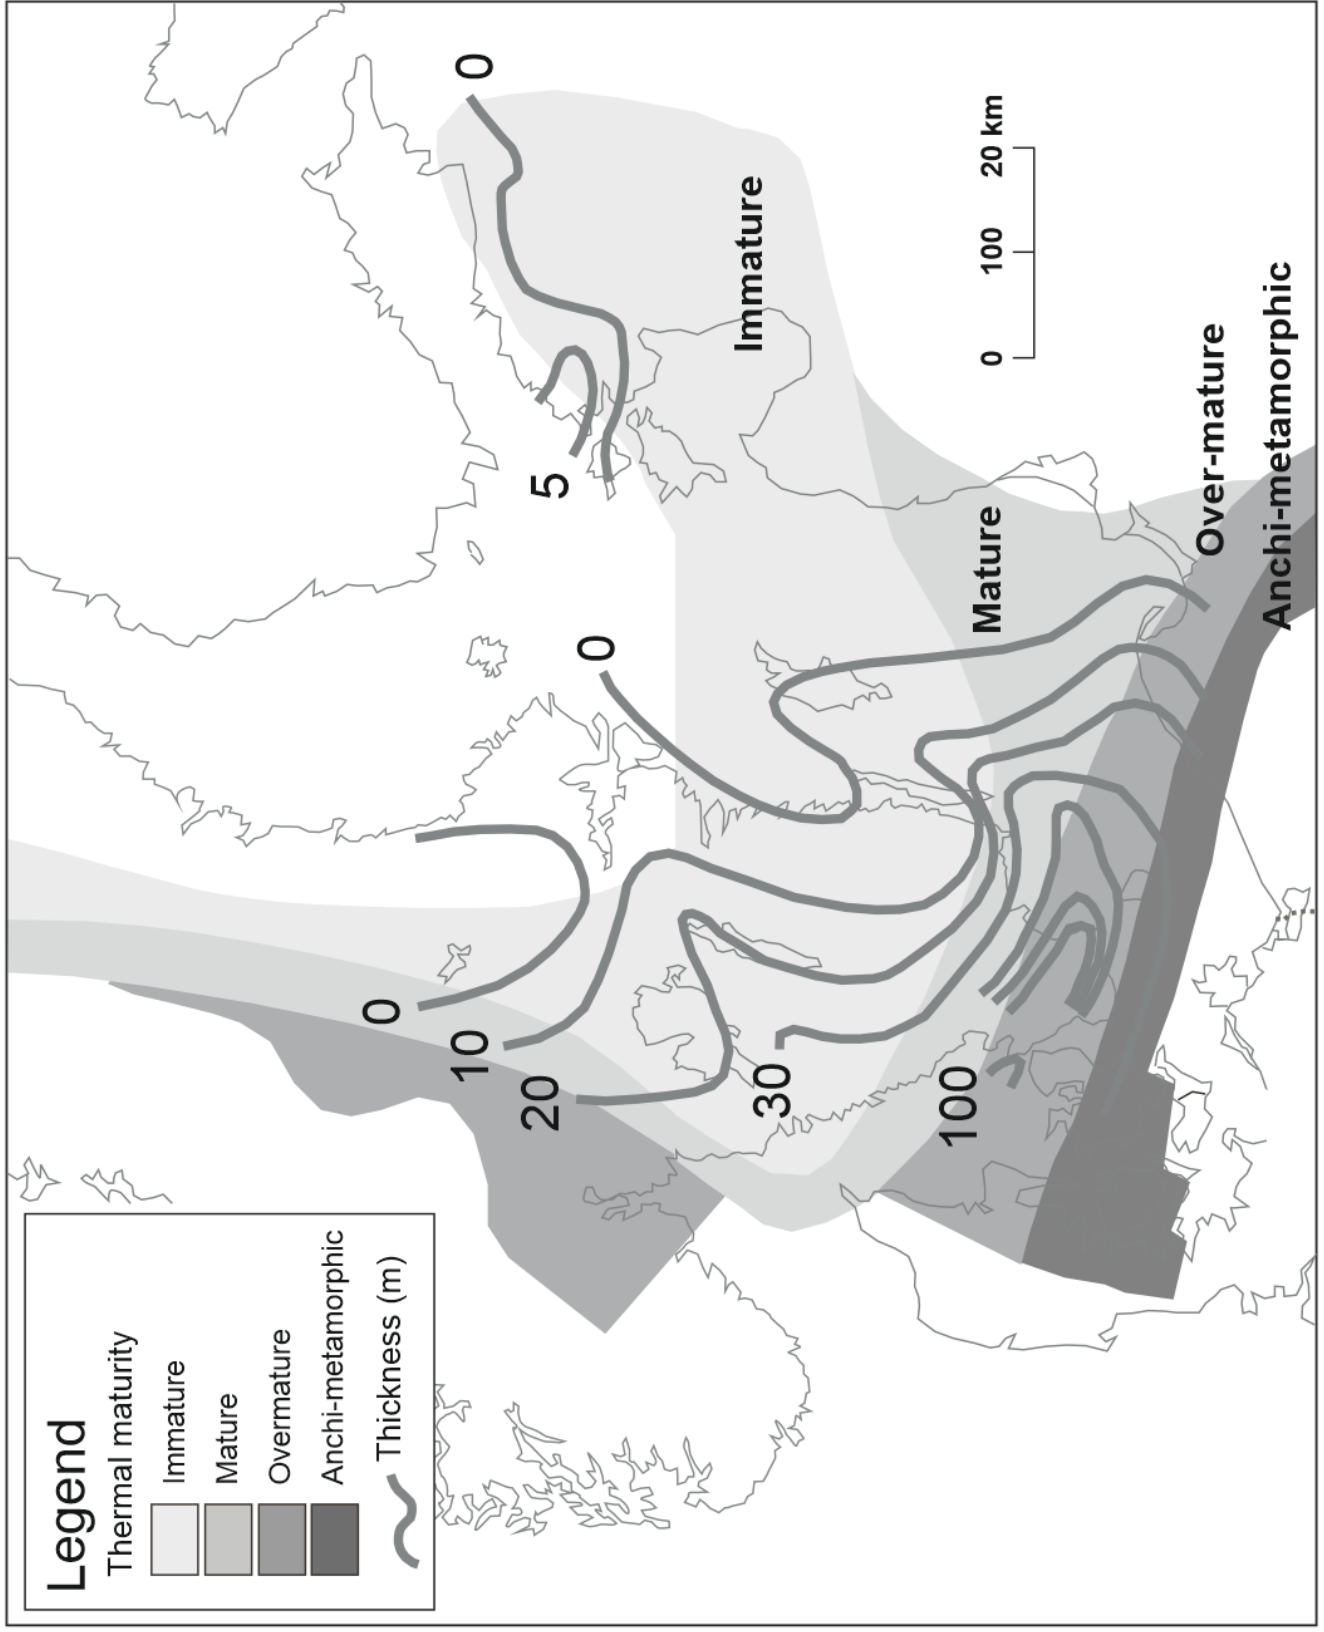 Legend
Thermal maturity
Immature
Mature
Overmature
Anchi-metamorphic
Thickness (m)
0
10
20
30
100
0
5
0
Immature
Mature
Over-mature
Anchi-metamorphic
0 100 20 km